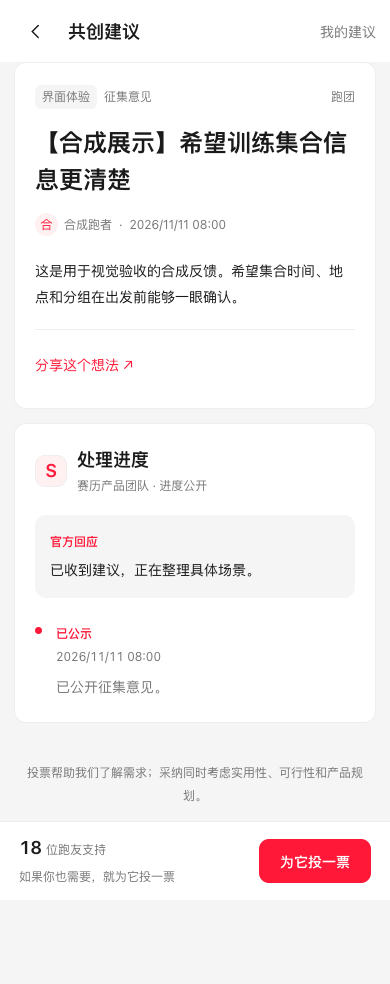 共创建议
我的建议
界面体验 征集意见 跑团
【合成展示】希望训练集合信
息更清楚
合 合成跑者 · 2026/11/11 08:00
这是用于视觉验收的合成反馈。希望集合时间、地
点和分组在出发前能够一眼确认。
分享这个想法 ↗
S
处理进度
赛历产品团队 · 进度公开
官方回应
已收到建议，正在整理具体场景。
已公示
2026/11/11 08:00
已公开征集意见。
投票帮助我们了解需求；采纳同时考虑实用性、可行性和产品规
划。
18 位跑友支持
如果你也需要，就为它投一票
为它投一票